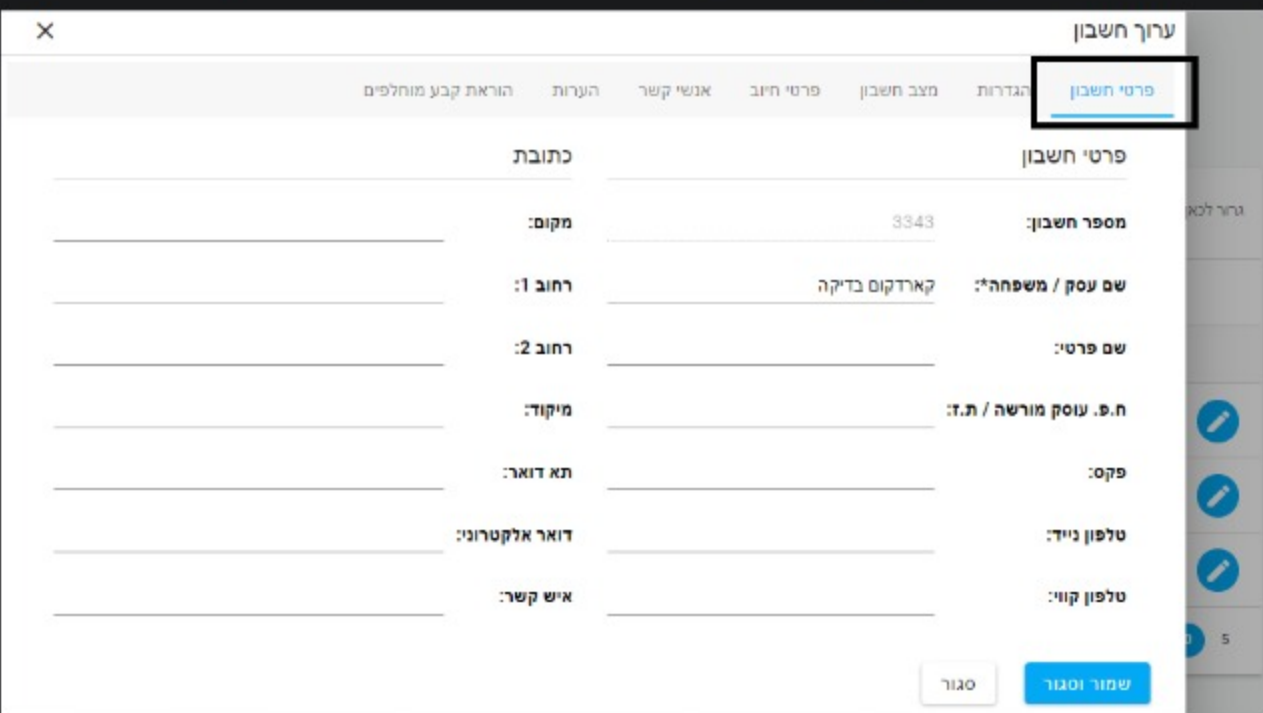 ערוך חשבון
פרטי חשבון הגדרות מצב חשבון פרטי חיוב אנשי קשר הערות הוראת קבע מוחלפים
פרטי חשבון
מספר חשבון: 3343
שם עסק / משפחה*: קארדקום בדיקה
שם פרטי:
ח.פ. עוסק מורשה / ת.ז:
פקס:
טלפון נייד:
טלפון קווי:
כתובת
מקום:
רחוב 1:
רחוב 2:
מיקוד:
תא דואר:
דואר אלקטרוני:
איש קשר:
שמור וסגור סגור
גרור לכאן
5